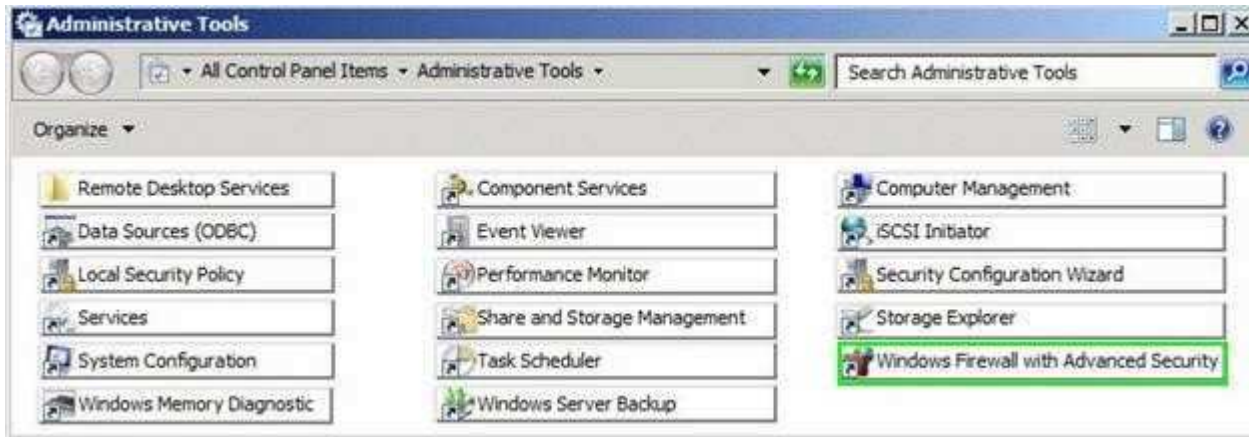 Administrative Tools
All Control Panel Items Administrative Tools
Search Administrative Tools
Organize
Remote Desktop Services
Component Services
Computer Management
Data Sources (ODBC)
Event Viewer
iSCSI Initiator
Local Security Policy
Performance Monitor
Security Configuration Wizard
Services
Share and Storage Management
Storage Explorer
System Configuration
Task Scheduler
Windows Firewall with Advanced Security
Windows Memory Diagnostic
Windows Server Backup